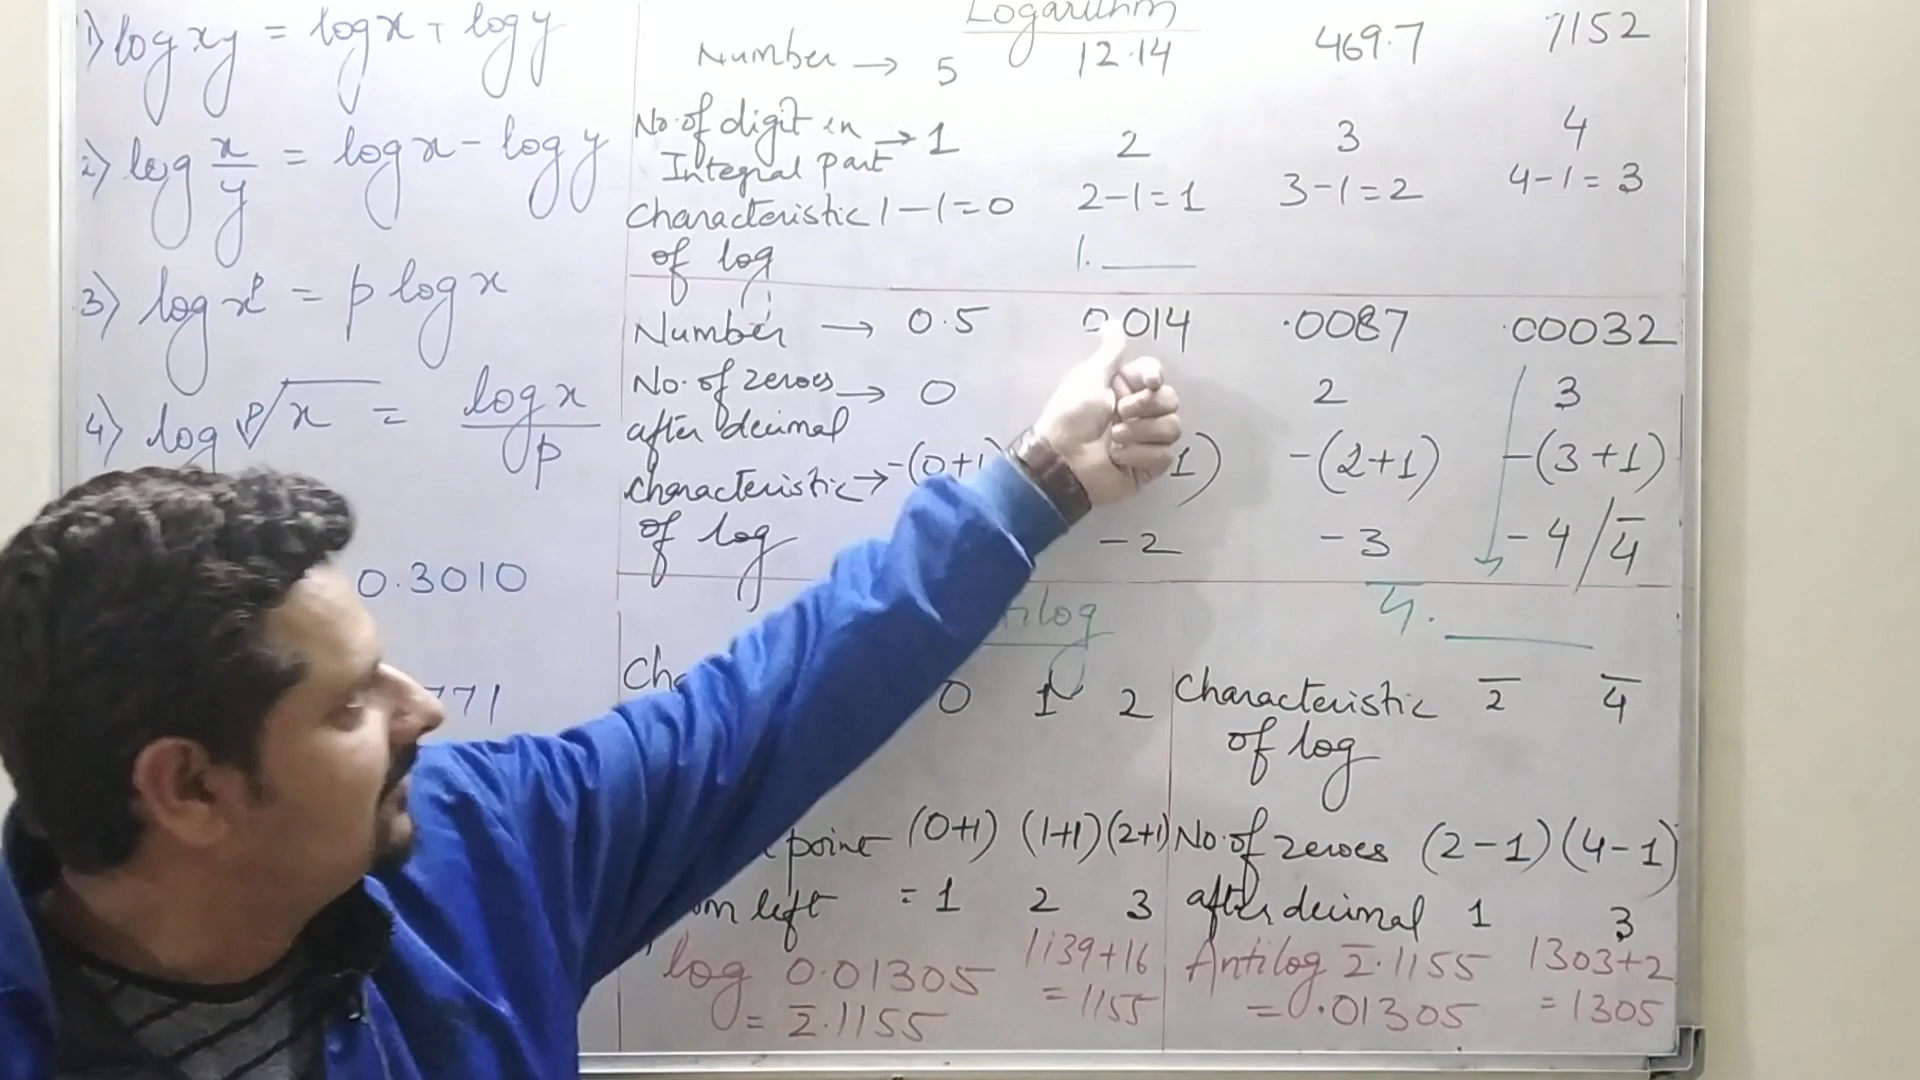 1) log xy = log x + log y
2) log x/y = log x - log y
3) log x^p = p log x
4) log p√x = log x / p
0.3010
771
Logarithm
Number → 5 12.14 469.7 7152
No. of digit in Integral part → 1 2 3 4
Characteristic of log 1-1=0 2-1=1 3-1=2 4-1=3
1.
Number → 0.5 0.014 .0087 .00032
No. of zeroes after decimal → 0 2 3
Characteristic of log → -(0+1) 1) -(2+1) -(3+1)
-2 -3 -4/4̅
4̅.
0 1 2
point (0+1) (1+1) (2+1)
left = 1 2 3
log 0.01305 1139+16
= 2̅.1155 = 1155
Characteristic of log 2̅ 4̅
No. of zeroes after decimal (2-1) (4-1)
1 3
Antilog 2̅.1155 1303+2
= 0.01305 = 1305